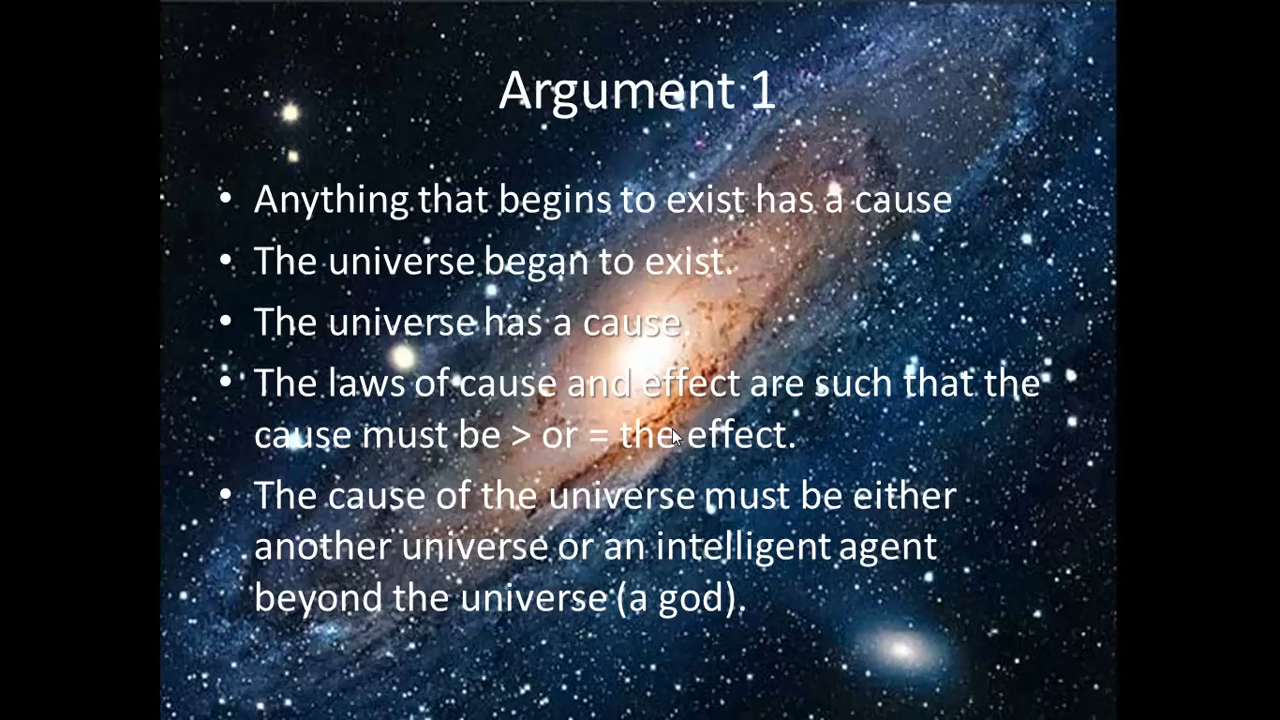 Argument 1
• Anything that begins to exist has a cause
• The universe began to exist.
• The universe has a cause.
• The laws of cause and effect are such that the
cause must be > or = the effect.
• The cause of the universe must be either
another universe or an intelligent agent
beyond the universe (a god).